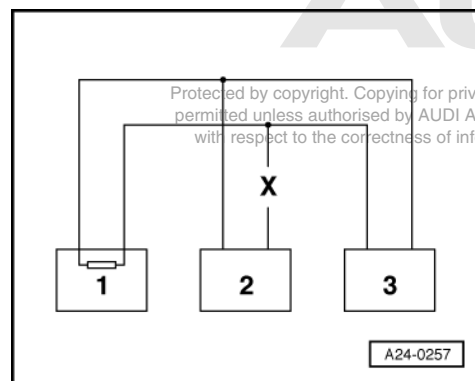 Protected by copyright. Copying for priv
permitted unless authorised by AUDI A
with respect to the correctness of inf
X
1 2 3
A24-0257